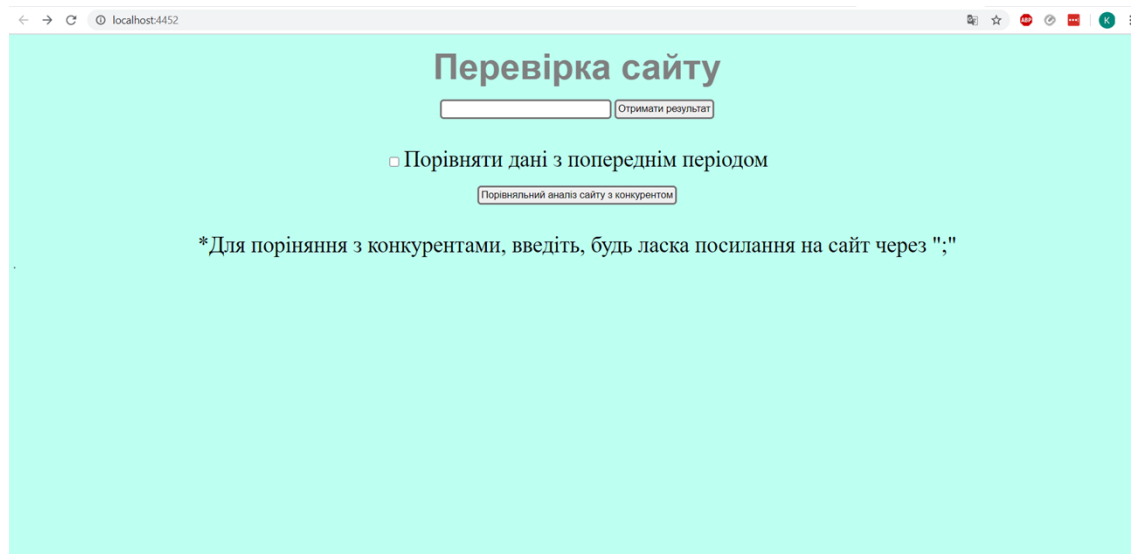 localhost:4452
ABP
K
Перевірка сайту
Отримати результат
Порівняти дані з попереднім періодом
Порівняльний аналіз сайту з конкурентом
*Для поріняння з конкурентами, введіть, будь ласка посилання на сайт через ";"